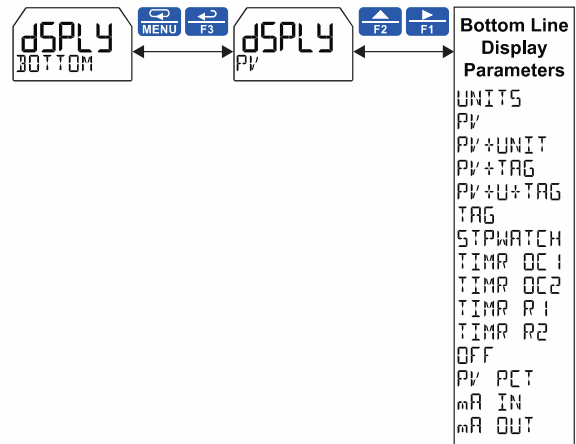 dSPLY
BOTTOM
MENU
F3
dSPLY
PV
F2
F1
Bottom Line
Display
Parameters
UNITS
PV
PV+UNIT
PV+TAG
PV+U+TAG
TAG
STPWATCH
TIMR OC1
TIMR OC2
TIMR R1
TIMR R2
OFF
PV PCT
mA IN
mA OUT